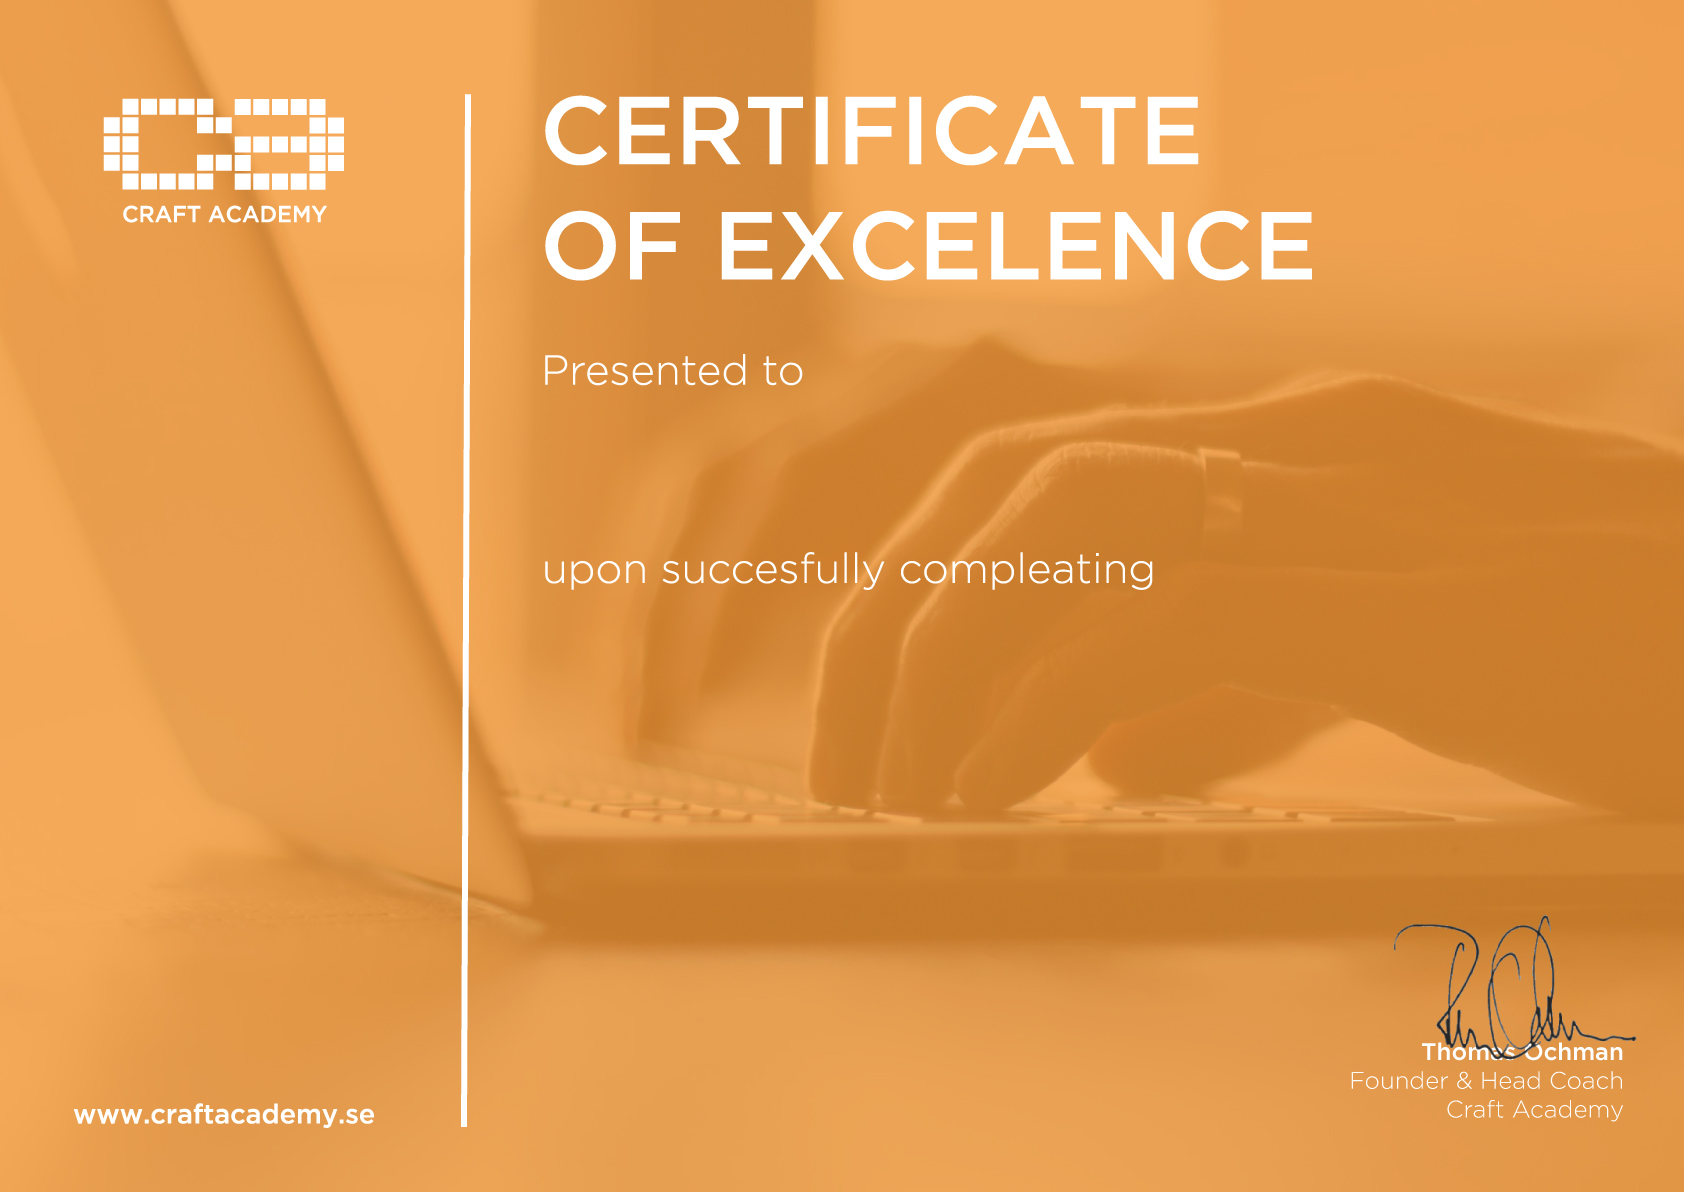 CRAFT ACADEMY
CERTIFICATE
OF EXCELENCE
Presented to
upon succesfully compleating
Thomas Ochman
Founder & Head Coach
Craft Academy
www.craftacademy.se